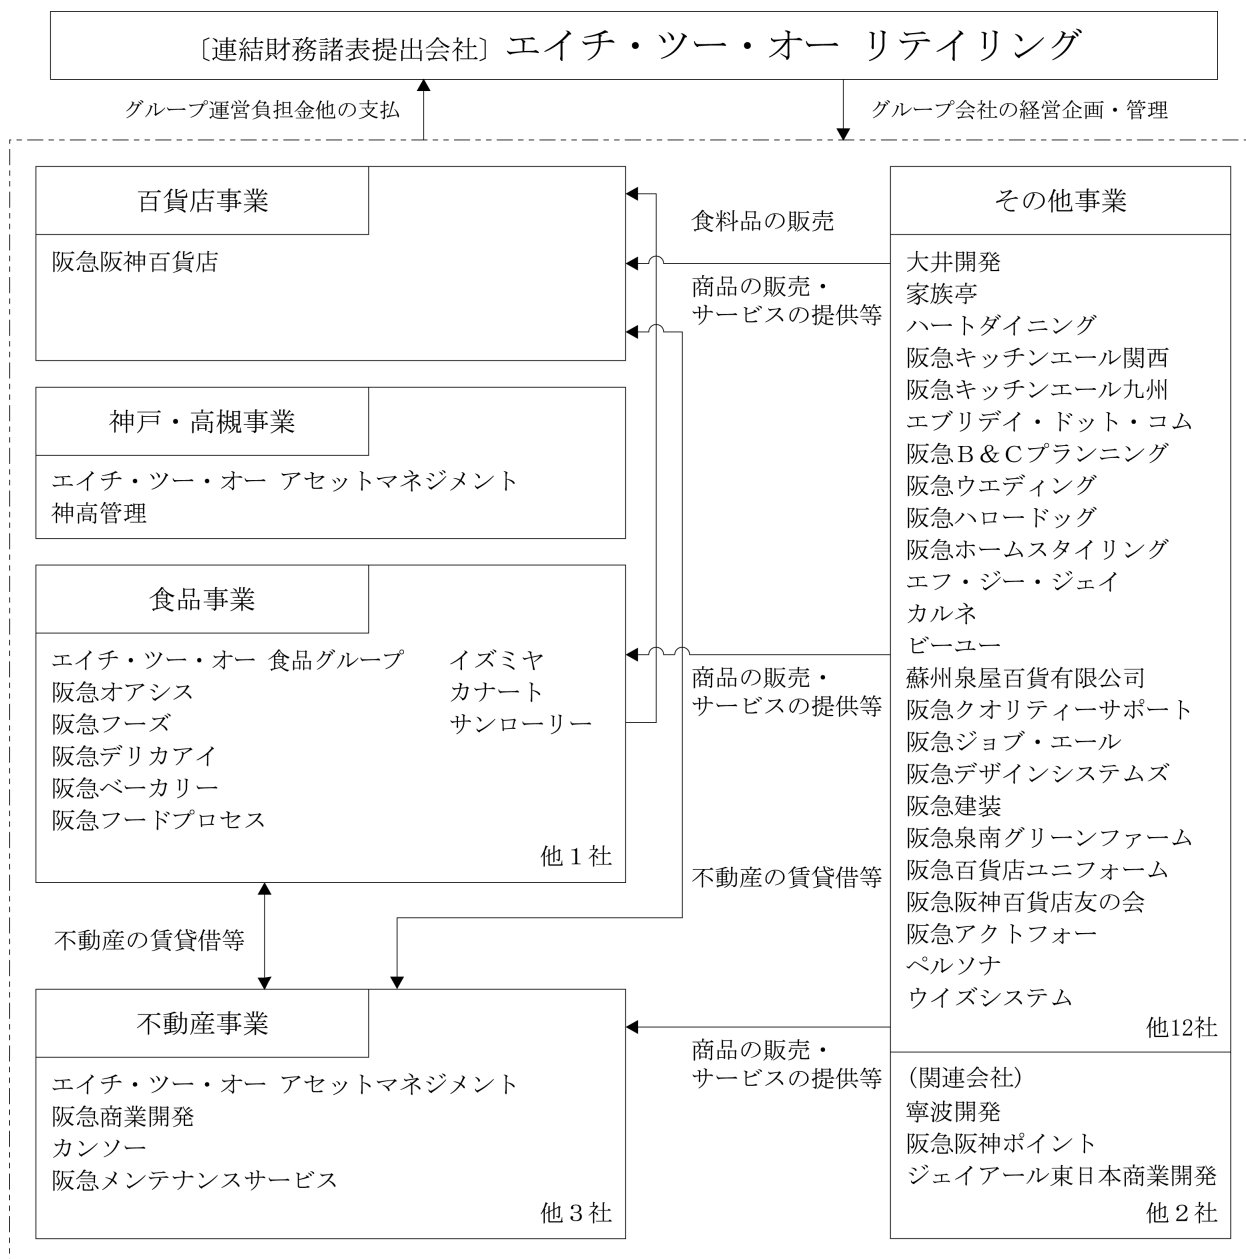 〔連結財務諸表提出会社〕エイチ・ツー・オー リテイリング
グループ運営負担金他の支払
グループ会社の経営企画・管理
百貨店事業
阪急阪神百貨店
神戸・高槻事業
エイチ・ツー・オー アセットマネジメント
神高管理
食品事業
エイチ・ツー・オー 食品グループ
阪急オアシス
阪急フーズ
阪急デリカアイ
阪急ベーカリー
阪急フードプロセス
イズミヤ
カナート
サンローリー
他1社
不動産の賃貸借等
不動産事業
エイチ・ツー・オー アセットマネジメント
阪急商業開発
カンソー
阪急メンテナンスサービス
他3社
食料品の販売
商品の販売・
サービスの提供等
商品の販売・
サービスの提供等
不動産の賃貸借等
商品の販売・
サービスの提供等
その他事業
大井開発
家族亭
ハートダイニング
阪急キッチンエール関西
阪急キッチンエール九州
エブリデイ・ドット・コム
阪急B&Cプランニング
阪急ウエディング
阪急ハロードッグ
阪急ホームスタイリング
エフ・ジー・ジェイ
カルネ
ビーユー
蘇州泉屋百貨有限公司
阪急クオリティーサポート
阪急ジョブ・エール
阪急デザインシステムズ
阪急建装
阪急泉南グリーンファーム
阪急百貨店ユニフォーム
阪急阪神百貨店友の会
阪急アクトフォー
ペルソナ
ウイズシステム
他12社
(関連会社)
寧波開発
阪急阪神ポイント
ジェイアール東日本商業開発
他2社